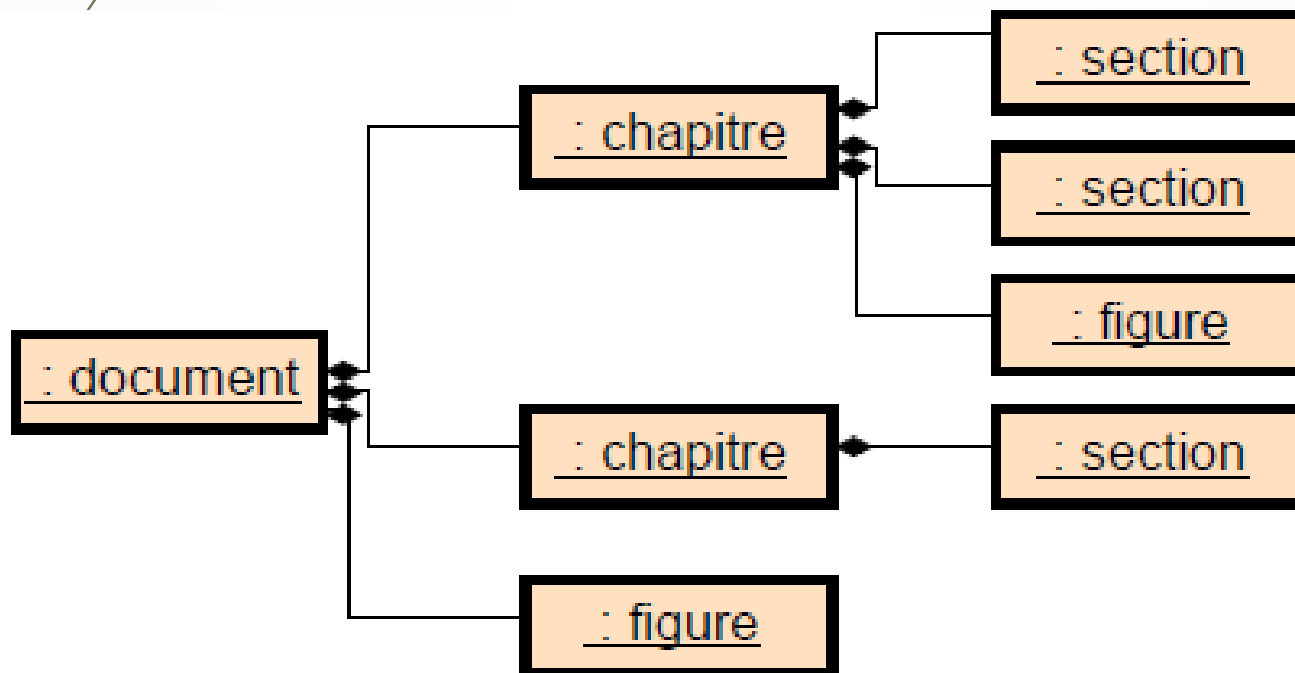 : section
: chapitre
: section
: figure
: document
: chapitre
: section
: figure